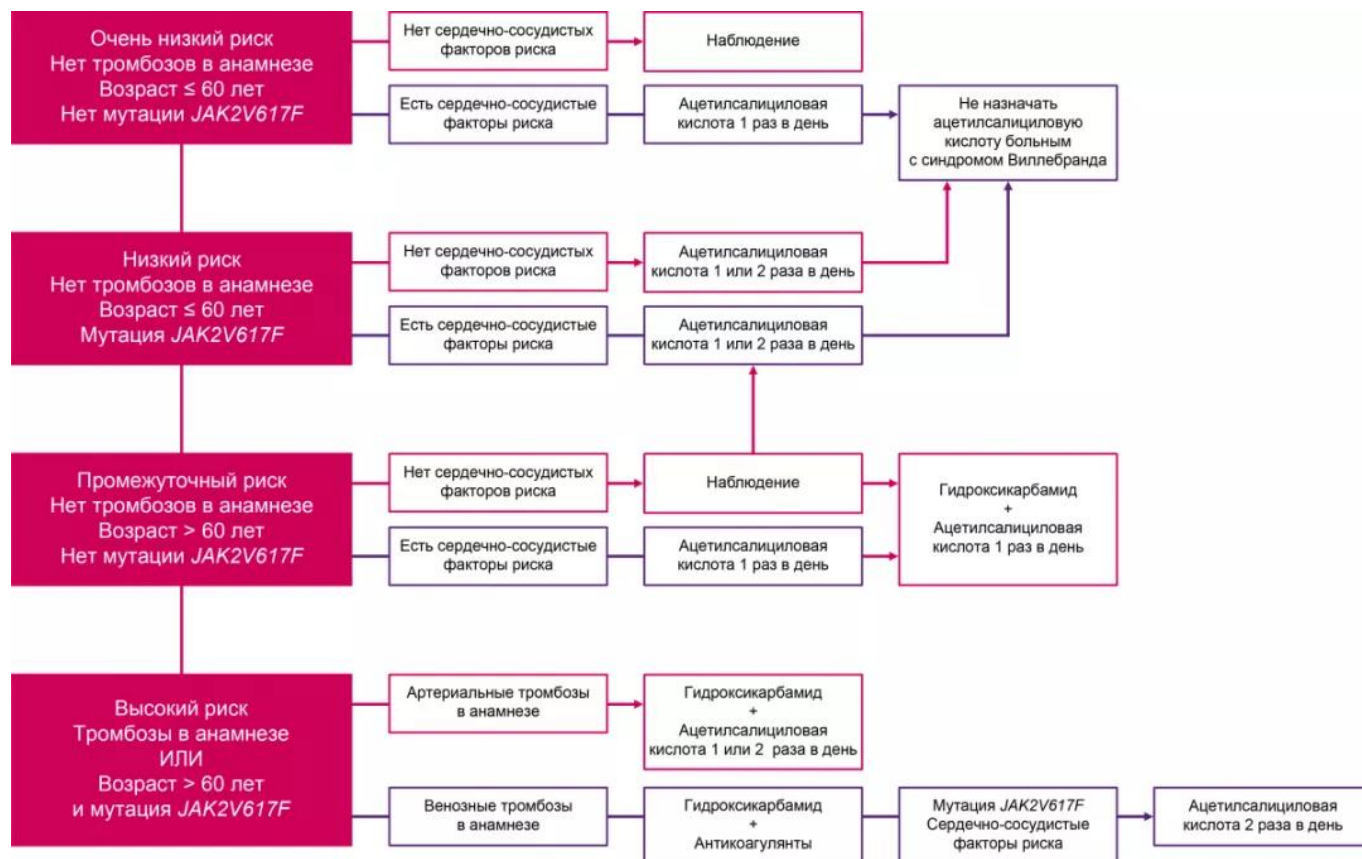 Очень низкий риск
Нет тромбозов в анамнезе
Возраст ≤ 60 лет
Нет мутации JAK2V617F
Нет сердечно-сосудистых
факторов риска
Наблюдение
Есть сердечно-сосудистые
факторы риска
Ацетилсалициловая
кислота 1 раз в день
Не назначать
ацетилсалициловую
кислоту больным
с синдромом Виллебранда
Низкий риск
Нет тромбозов в анамнезе
Возраст ≤ 60 лет
Мутация JAK2V617F
Нет сердечно-сосудистых
факторов риска
Ацетилсалициловая
кислота 1 или 2 раза в день
Есть сердечно-сосудистые
факторы риска
Ацетилсалициловая
кислота 1 или 2 раза в день
Промежуточный риск
Нет тромбозов в анамнезе
Возраст > 60 лет
Нет мутации JAK2V617F
Нет сердечно-сосудистых
факторов риска
Наблюдение
Есть сердечно-сосудистые
факторы риска
Ацетилсалициловая
кислота 1 раз в день
Гидроксикарбамид
+
Ацетилсалициловая
кислота 1 раз в день
Высокий риск
Тромбозы в анамнезе
ИЛИ
Возраст > 60 лет
и мутация JAK2V617F
Артериальные тромбозы
в анамнезе
Гидроксикарбамид
+
Ацетилсалициловая
кислота 1 или 2 раза в день
Венозные тромбозы
в анамнезе
Гидроксикарбамид
+
Антикоагулянты
Мутация JAK2V617F
Сердечно-сосудистые
факторы риска
Ацетилсалициловая
кислота 2 раза в день